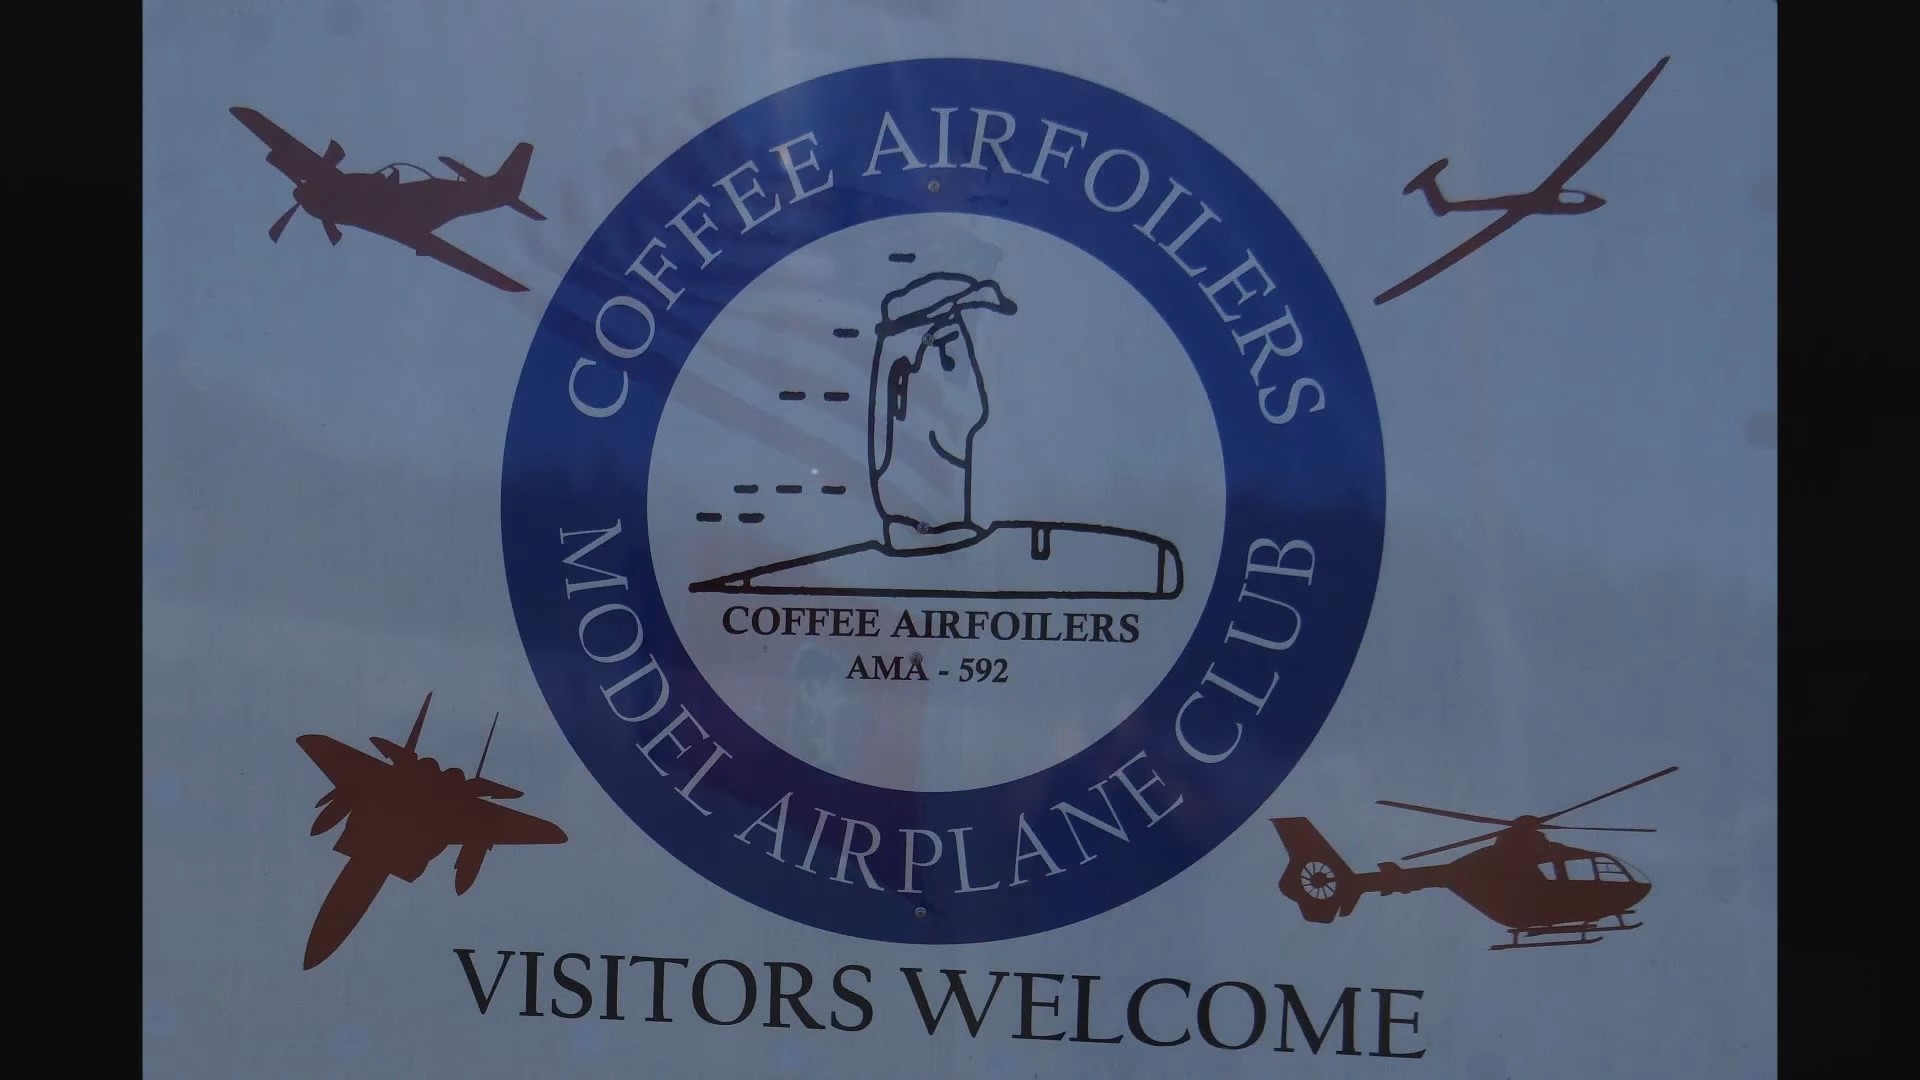 COFFEE AIRFOILERS
COFFEE AIRFOILERS
AMA - 592
MODEL AIRPLANE CLUB
VISITORS WELCOME